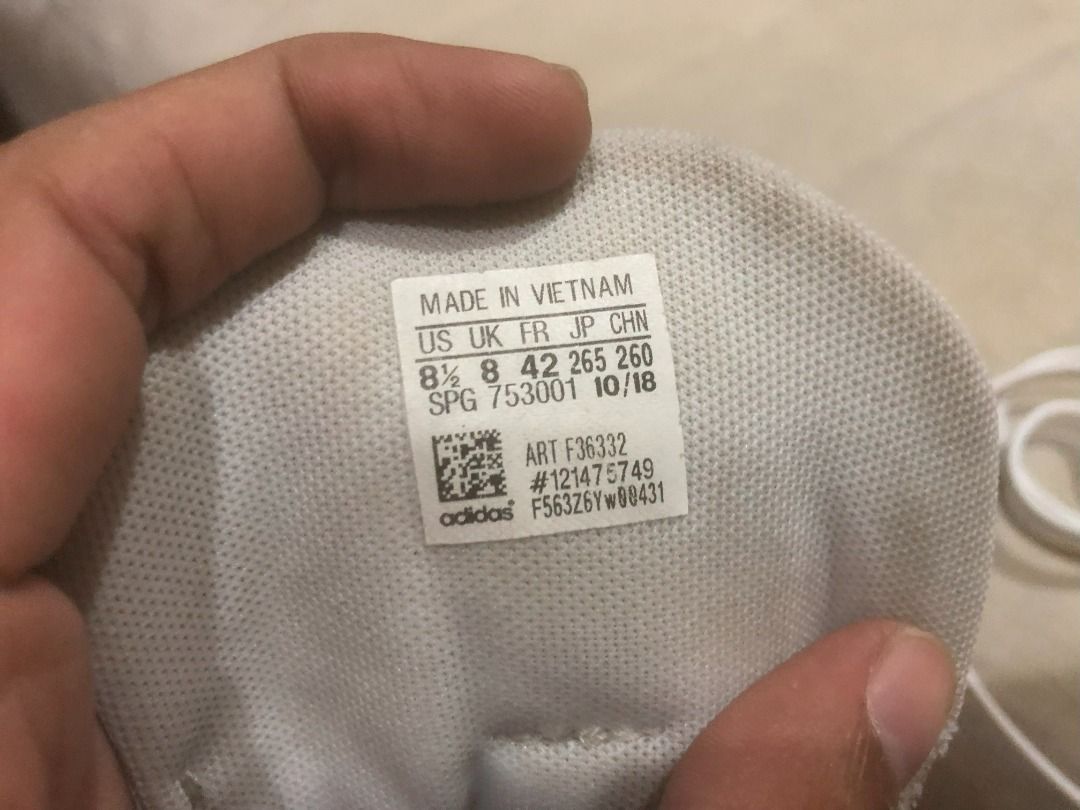 MADE IN VIETNAM
US UK FR JP CHN
8½ 8 42 265 260
SPG 753001 10/18
ART F36332
#121475749
adidas F563Z6Yw00431